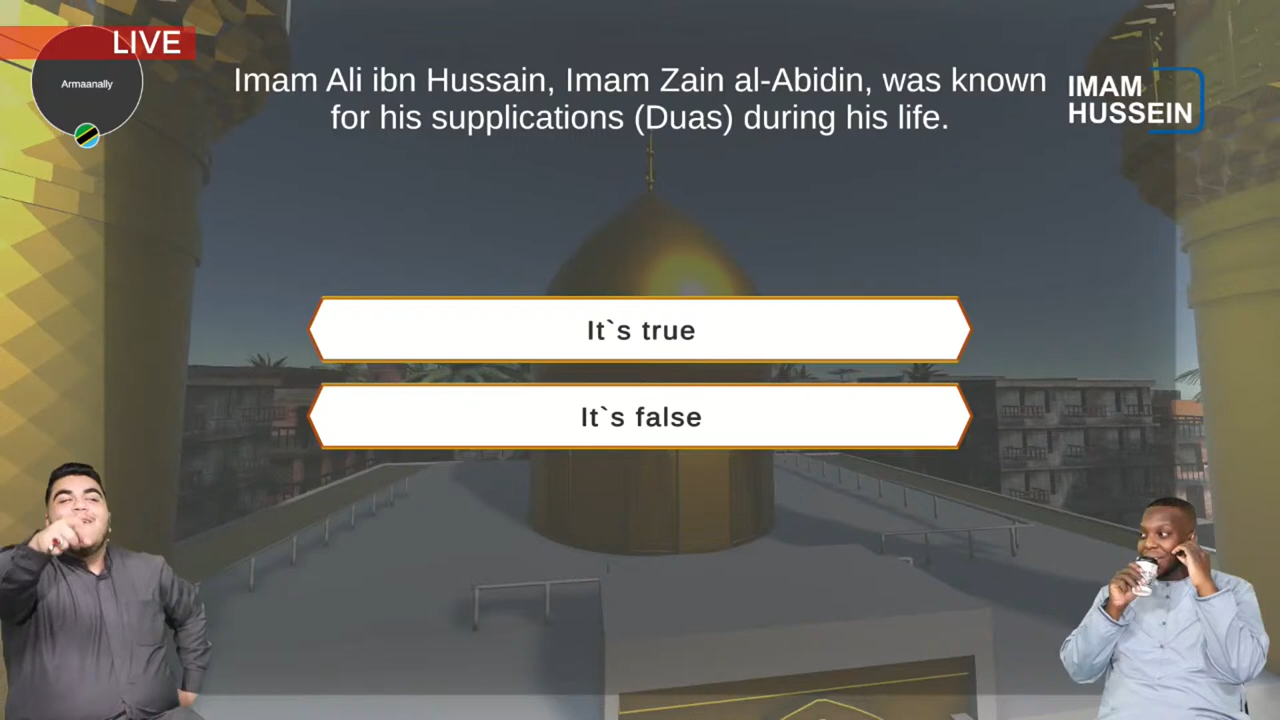 LIVE
Armaanally
Imam Ali ibn Hussain, Imam Zain al-Abidin, was known
for his supplications (Duas) during his life.
IMAM
HUSSEIN
It`s true
It`s false